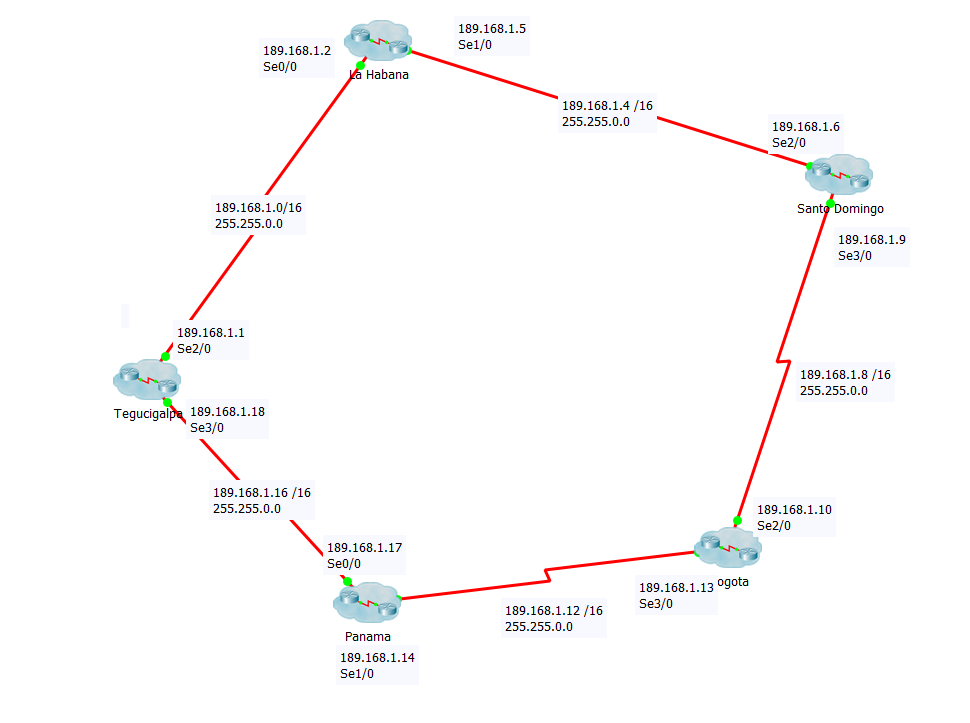 189.168.1.5
Se1/0
189.168.1.2
Se0/0
La Habana
189.168.1.4 /16
255.255.0.0
189.168.1.6
Se2/0
Santo Domingo
189.168.1.0/16
255.255.0.0
189.168.1.9
Se3/0
189.168.1.1
Se2/0
189.168.1.8 /16
255.255.0.0
Tegucigalpa
189.168.1.18
Se3/0
189.168.1.16 /16
255.255.0.0
189.168.1.10
Se2/0
189.168.1.17
Se0/0
ogota
189.168.1.13
Se3/0
189.168.1.12 /16
255.255.0.0
Panama
189.168.1.14
Se1/0